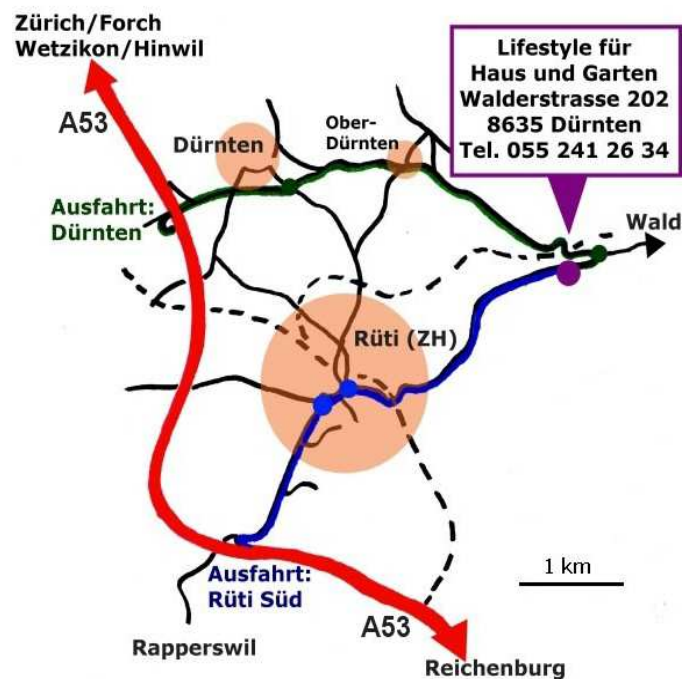 Zürich/Forch
Wetzikon/Hinwil
Lifestyle für
Haus und Garten
Walderstrasse 202
8635 Dürnten
Tel. 055 241 26 34
A53
Dürnten
Ober-
Dürnten
Ausfahrt:
Dürnten
Wald
Rüti (ZH)
1 km
Ausfahrt:
Rüti Süd
A53
Rapperswil
Reichenburg